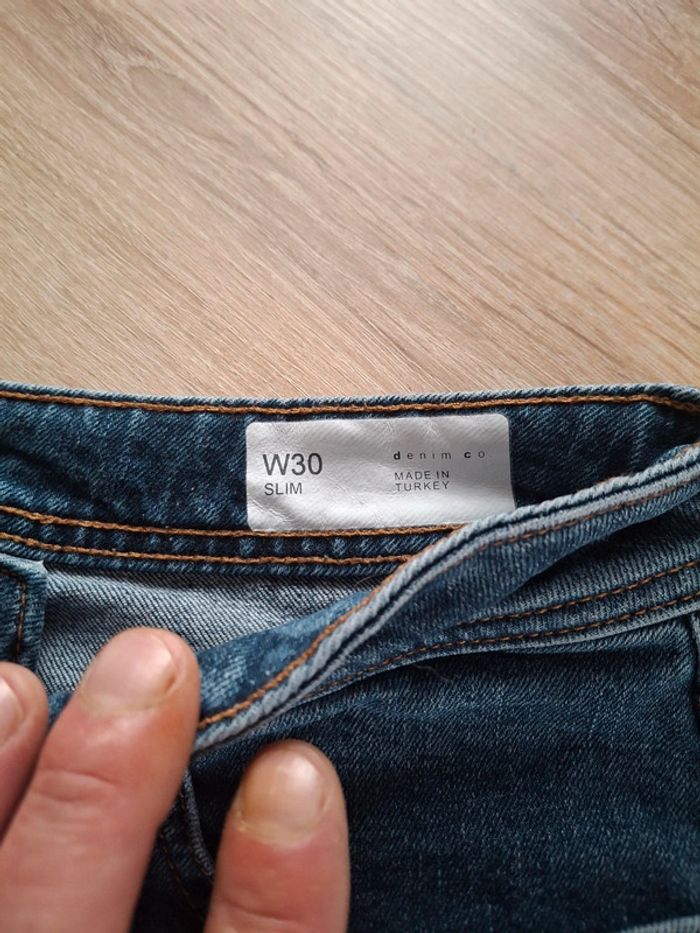 W30
SLIM
denim co
MADE IN
TURKEY